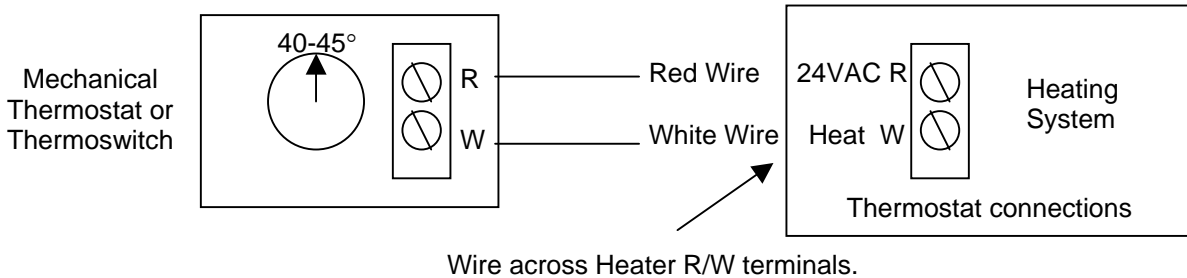 Mechanical
Thermostat or
Thermoswitch
40-45°
R
W
Red Wire
White Wire
24VAC R
Heat W
Heating
System
Thermostat connections
Wire across Heater R/W terminals.